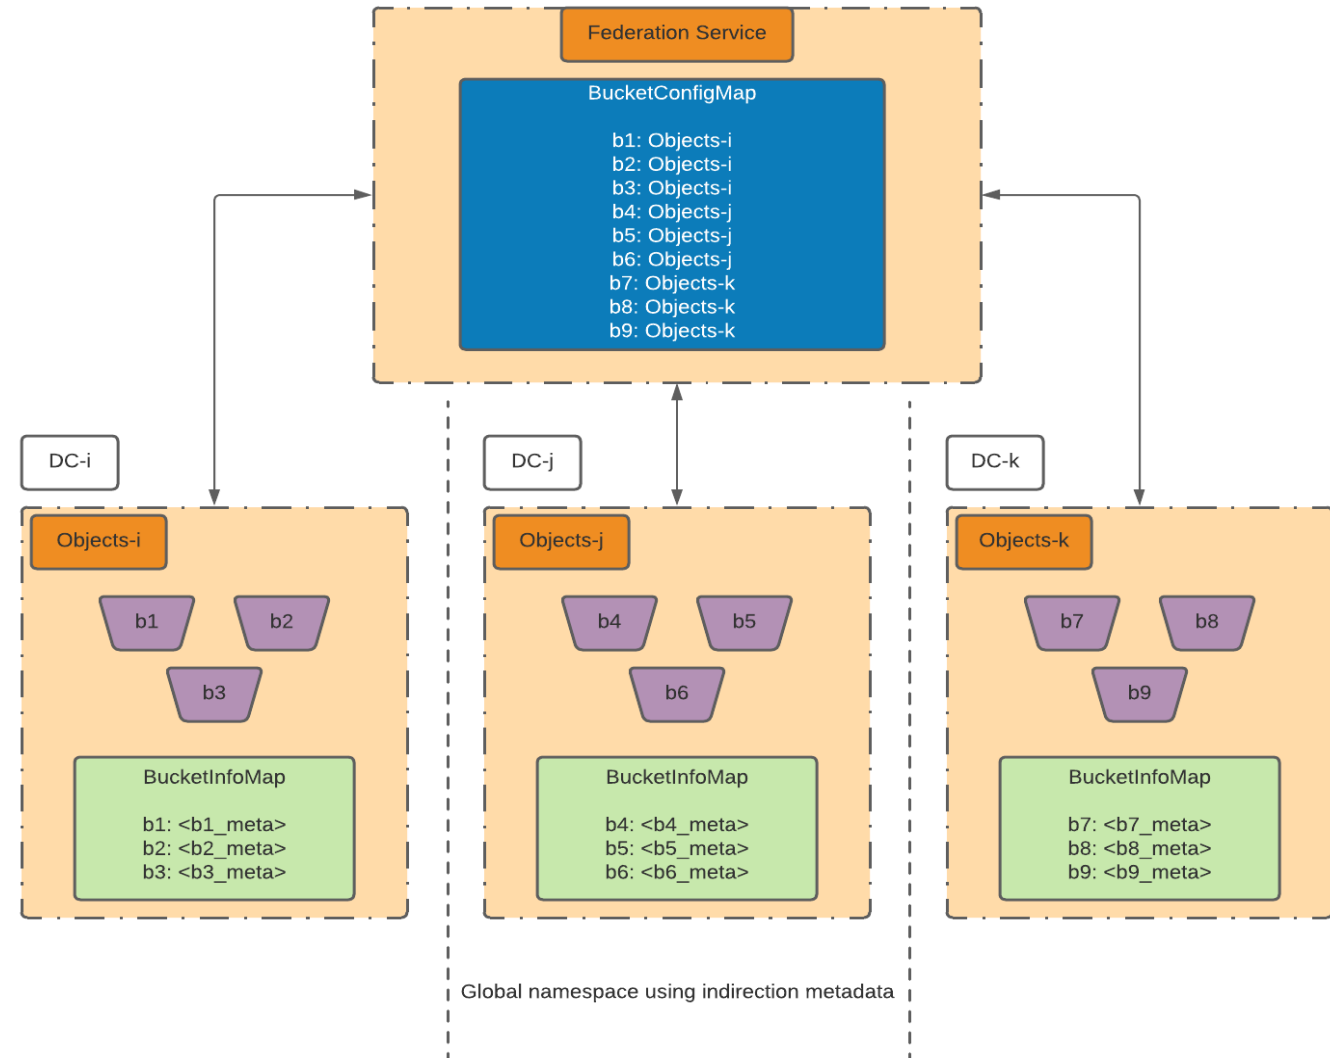 Federation Service
BucketConfigMap
b1: Objects-i
b2: Objects-i
b3: Objects-i
b4: Objects-j
b5: Objects-j
b6: Objects-j
b7: Objects-k
b8: Objects-k
b9: Objects-k
DC-i
Objects-i
b1
b2
b3
BucketInfoMap
b1: <b1_meta>
b2: <b2_meta>
b3: <b3_meta>
DC-j
Objects-j
b4
b5
b6
BucketInfoMap
b4: <b4_meta>
b5: <b5_meta>
b6: <b6_meta>
DC-k
Objects-k
b7
b8
b9
BucketInfoMap
b7: <b7_meta>
b8: <b8_meta>
b9: <b9_meta>
Global namespace using indirection metadata